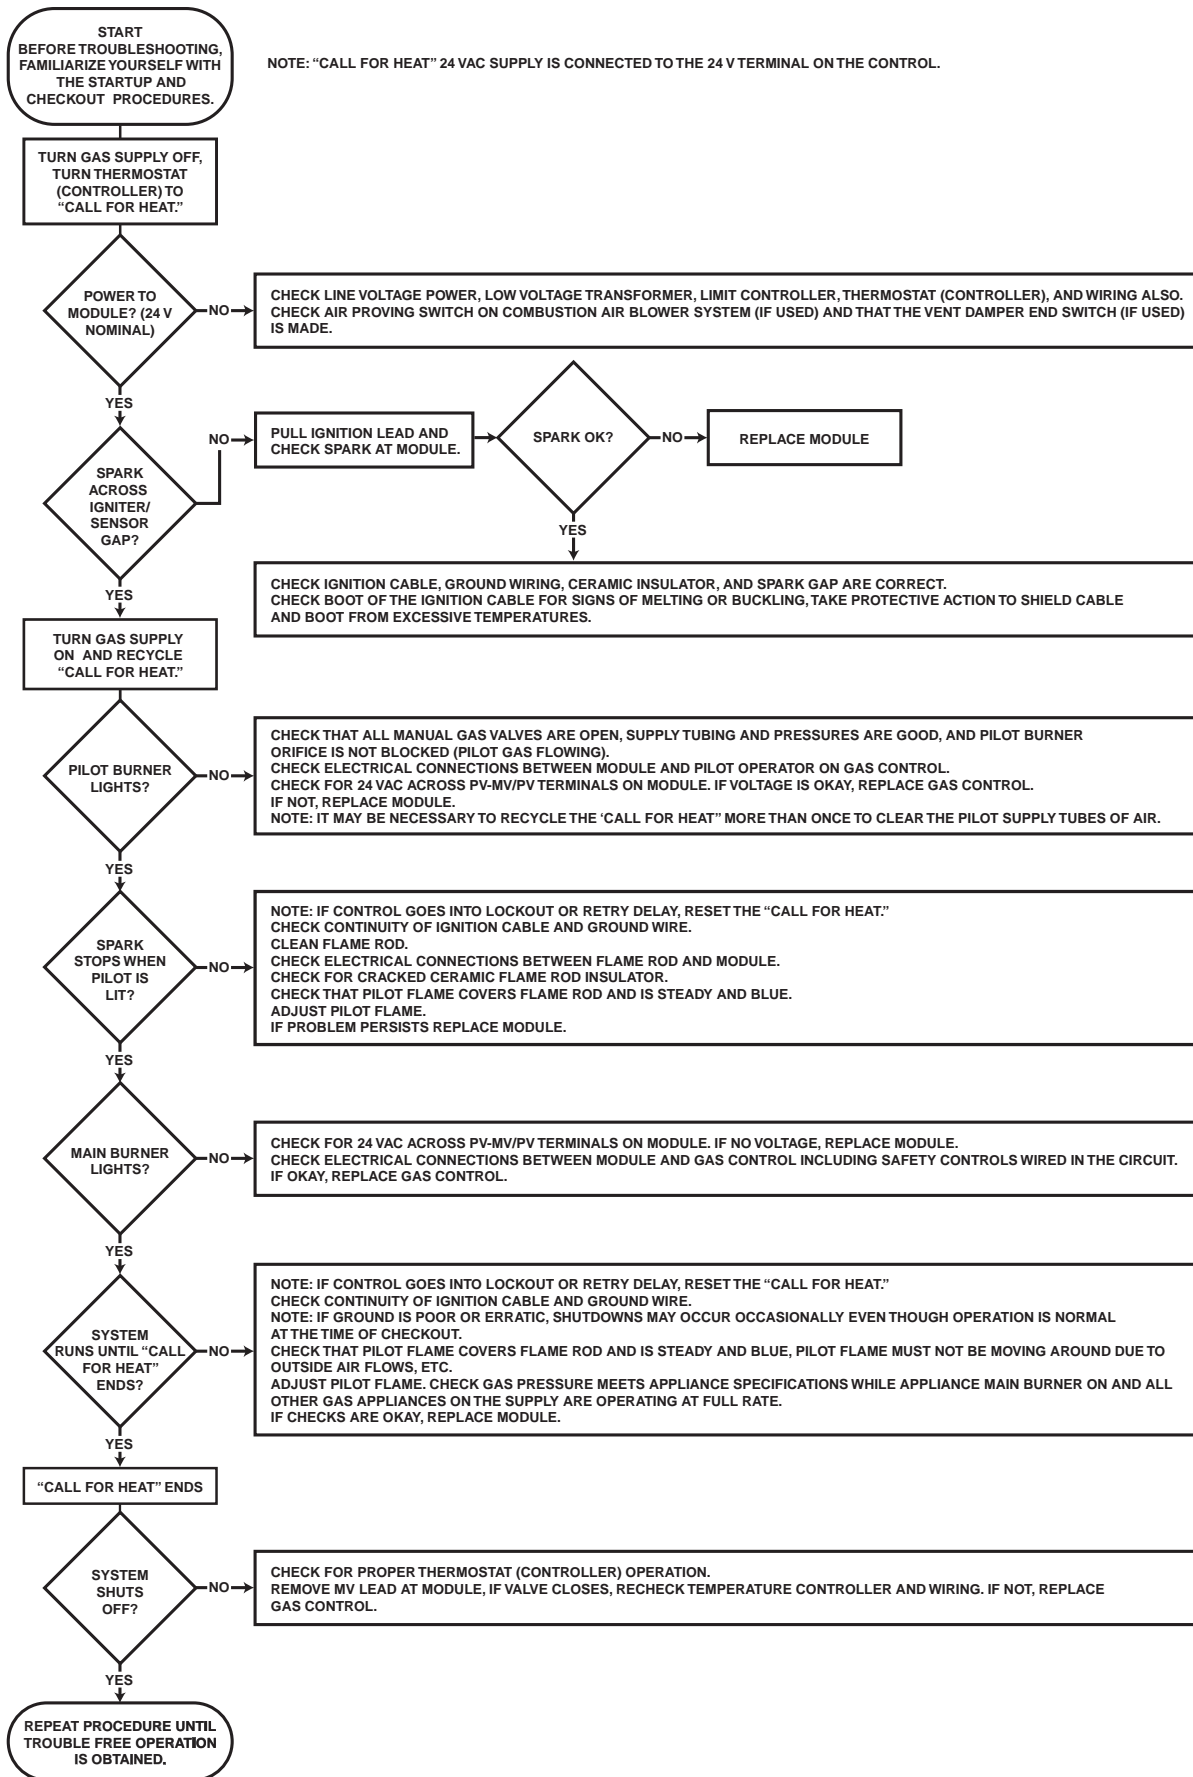 START
BEFORE TROUBLESHOOTING,
FAMILIARIZE YOURSELF WITH
THE STARTUP AND
CHECKOUT PROCEDURES.
NOTE: “CALL FOR HEAT” 24 VAC SUPPLY IS CONNECTED TO THE 24 V TERMINAL ON THE CONTROL.
TURN GAS SUPPLY OFF,
TURN THERMOSTAT
(CONTROLLER) TO
“CALL FOR HEAT.”
POWER TO
MODULE? (24 V
NOMINAL)
NO
CHECK LINE VOLTAGE POWER, LOW VOLTAGE TRANSFORMER, LIMIT CONTROLLER, THERMOSTAT (CONTROLLER), AND WIRING ALSO.
CHECK AIR PROVING SWITCH ON COMBUSTION AIR BLOWER SYSTEM (IF USED) AND THAT THE VENT DAMPER END SWITCH (IF USED)
IS MADE.
YES
SPARK
ACROSS
IGNITER/
SENSOR
GAP?
NO
PULL IGNITION LEAD AND
CHECK SPARK AT MODULE.
SPARK OK?
NO
REPLACE MODULE
YES
CHECK IGNITION CABLE, GROUND WIRING, CERAMIC INSULATOR, AND SPARK GAP ARE CORRECT.
CHECK BOOT OF THE IGNITION CABLE FOR SIGNS OF MELTING OR BUCKLING, TAKE PROTECTIVE ACTION TO SHIELD CABLE
AND BOOT FROM EXCESSIVE TEMPERATURES.
YES
TURN GAS SUPPLY
ON AND RECYCLE
“CALL FOR HEAT.”
PILOT BURNER
LIGHTS?
NO
CHECK THAT ALL MANUAL GAS VALVES ARE OPEN, SUPPLY TUBING AND PRESSURES ARE GOOD, AND PILOT BURNER
ORIFICE IS NOT BLOCKED (PILOT GAS FLOWING).
CHECK ELECTRICAL CONNECTIONS BETWEEN MODULE AND PILOT OPERATOR ON GAS CONTROL.
CHECK FOR 24 VAC ACROSS PV-MV/PV TERMINALS ON MODULE. IF VOLTAGE IS OKAY, REPLACE GAS CONTROL.
IF NOT, REPLACE MODULE.
NOTE: IT MAY BE NECESSARY TO RECYCLE THE ‘CALL FOR HEAT” MORE THAN ONCE TO CLEAR THE PILOT SUPPLY TUBES OF AIR.
YES
SPARK
STOPS WHEN
PILOT IS
LIT?
NO
NOTE: IF CONTROL GOES INTO LOCKOUT OR RETRY DELAY, RESET THE “CALL FOR HEAT.”
CHECK CONTINUITY OF IGNITION CABLE AND GROUND WIRE.
CLEAN FLAME ROD.
CHECK ELECTRICAL CONNECTIONS BETWEEN FLAME ROD AND MODULE.
CHECK FOR CRACKED CERAMIC FLAME ROD INSULATOR.
CHECK THAT PILOT FLAME COVERS FLAME ROD AND IS STEADY AND BLUE.
ADJUST PILOT FLAME.
IF PROBLEM PERSISTS REPLACE MODULE.
YES
MAIN BURNER
LIGHTS?
NO
CHECK FOR 24 VAC ACROSS PV-MV/PV TERMINALS ON MODULE. IF NO VOLTAGE, REPLACE MODULE.
CHECK ELECTRICAL CONNECTIONS BETWEEN MODULE AND GAS CONTROL INCLUDING SAFETY CONTROLS WIRED IN THE CIRCUIT.
IF OKAY, REPLACE GAS CONTROL.
YES
SYSTEM
RUNS UNTIL “CALL
FOR HEAT”
ENDS?
NO
NOTE: IF CONTROL GOES INTO LOCKOUT OR RETRY DELAY, RESET THE “CALL FOR HEAT.”
CHECK CONTINUITY OF IGNITION CABLE AND GROUND WIRE.
NOTE: IF GROUND IS POOR OR ERRATIC, SHUTDOWNS MAY OCCUR OCCASIONALLY EVEN THOUGH OPERATION IS NORMAL
AT THE TIME OF CHECKOUT.
CHECK THAT PILOT FLAME COVERS FLAME ROD AND IS STEADY AND BLUE, PILOT FLAME MUST NOT BE MOVING AROUND DUE TO
OUTSIDE AIR FLOWS, ETC.
ADJUST PILOT FLAME. CHECK GAS PRESSURE MEETS APPLIANCE SPECIFICATIONS WHILE APPLIANCE MAIN BURNER ON AND ALL
OTHER GAS APPLIANCES ON THE SUPPLY ARE OPERATING AT FULL RATE.
IF CHECKS ARE OKAY, REPLACE MODULE.
YES
“CALL FOR HEAT” ENDS
SYSTEM
SHUTS
OFF?
NO
CHECK FOR PROPER THERMOSTAT (CONTROLLER) OPERATION.
REMOVE MV LEAD AT MODULE, IF VALVE CLOSES, RECHECK TEMPERATURE CONTROLLER AND WIRING. IF NOT, REPLACE
GAS CONTROL.
YES
REPEAT PROCEDURE UNTIL
TROUBLE FREE OPERATION
IS OBTAINED.